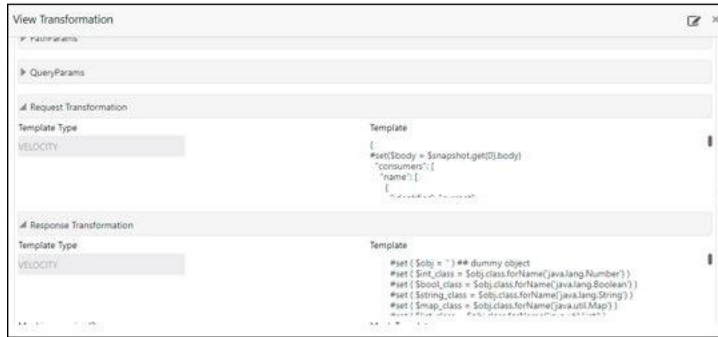 View Transformation
PathParams
QueryParams
Request Transformation
Template Type
Template
VELOCITY
{
#set($body = $snapshot.get(0).body)
"consumers": {
"name": [
{
Response Transformation
Template Type
Template
VELOCITY
#set ( $obj = '' ) ## dummy object
#set ( $int_class = $obj.class.forName('java.lang.Number') )
#set ( $bool_class = $obj.class.forName('java.lang.Boolean') )
#set ( $string_class = $obj.class.forName('java.lang.String') )
#set ( $map_class = $obj.class.forName('java.util.Map') )